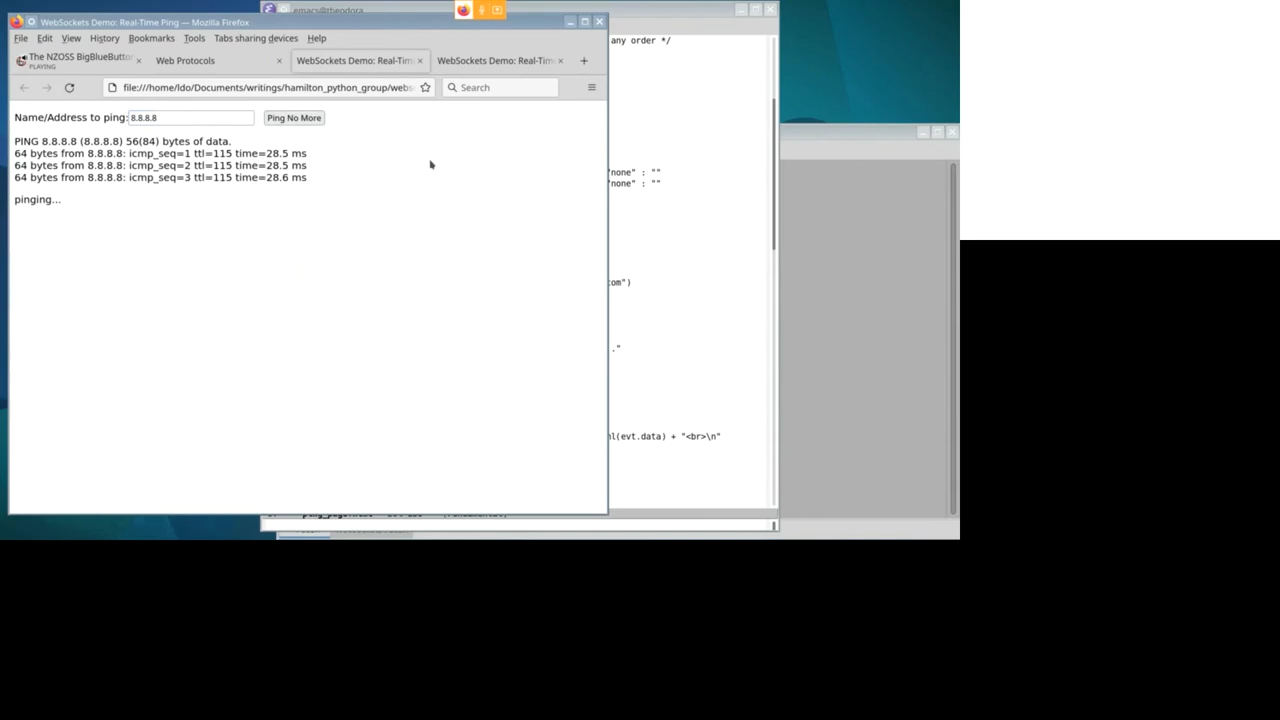 emacs@theodora
WebSockets Demo: Real-Time Ping — Mozilla Firefox
File Edit View History Bookmarks Tools Tabs sharing devices Help
any order */
The NZOSS BigBlueButto
PLAYING
Web Protocols
WebSockets Demo: Real-Tim
WebSockets Demo: Real-Tim
file:///home/ldo/Documents/writings/hamilton_python_group/webs
Search
Name/Address to ping: 8.8.8.8 Ping No More
PING 8.8.8.8 (8.8.8.8) 56(84) bytes of data.
64 bytes from 8.8.8.8: icmp_seq=1 ttl=115 time=28.5 ms
64 bytes from 8.8.8.8: icmp_seq=2 ttl=115 time=28.5 ms
64 bytes from 8.8.8.8: icmp_seq=3 ttl=115 time=28.6 ms
pinging...
"none" : ""
"none" : ""
com")
."
ml(evt.data) + "<br>\n"